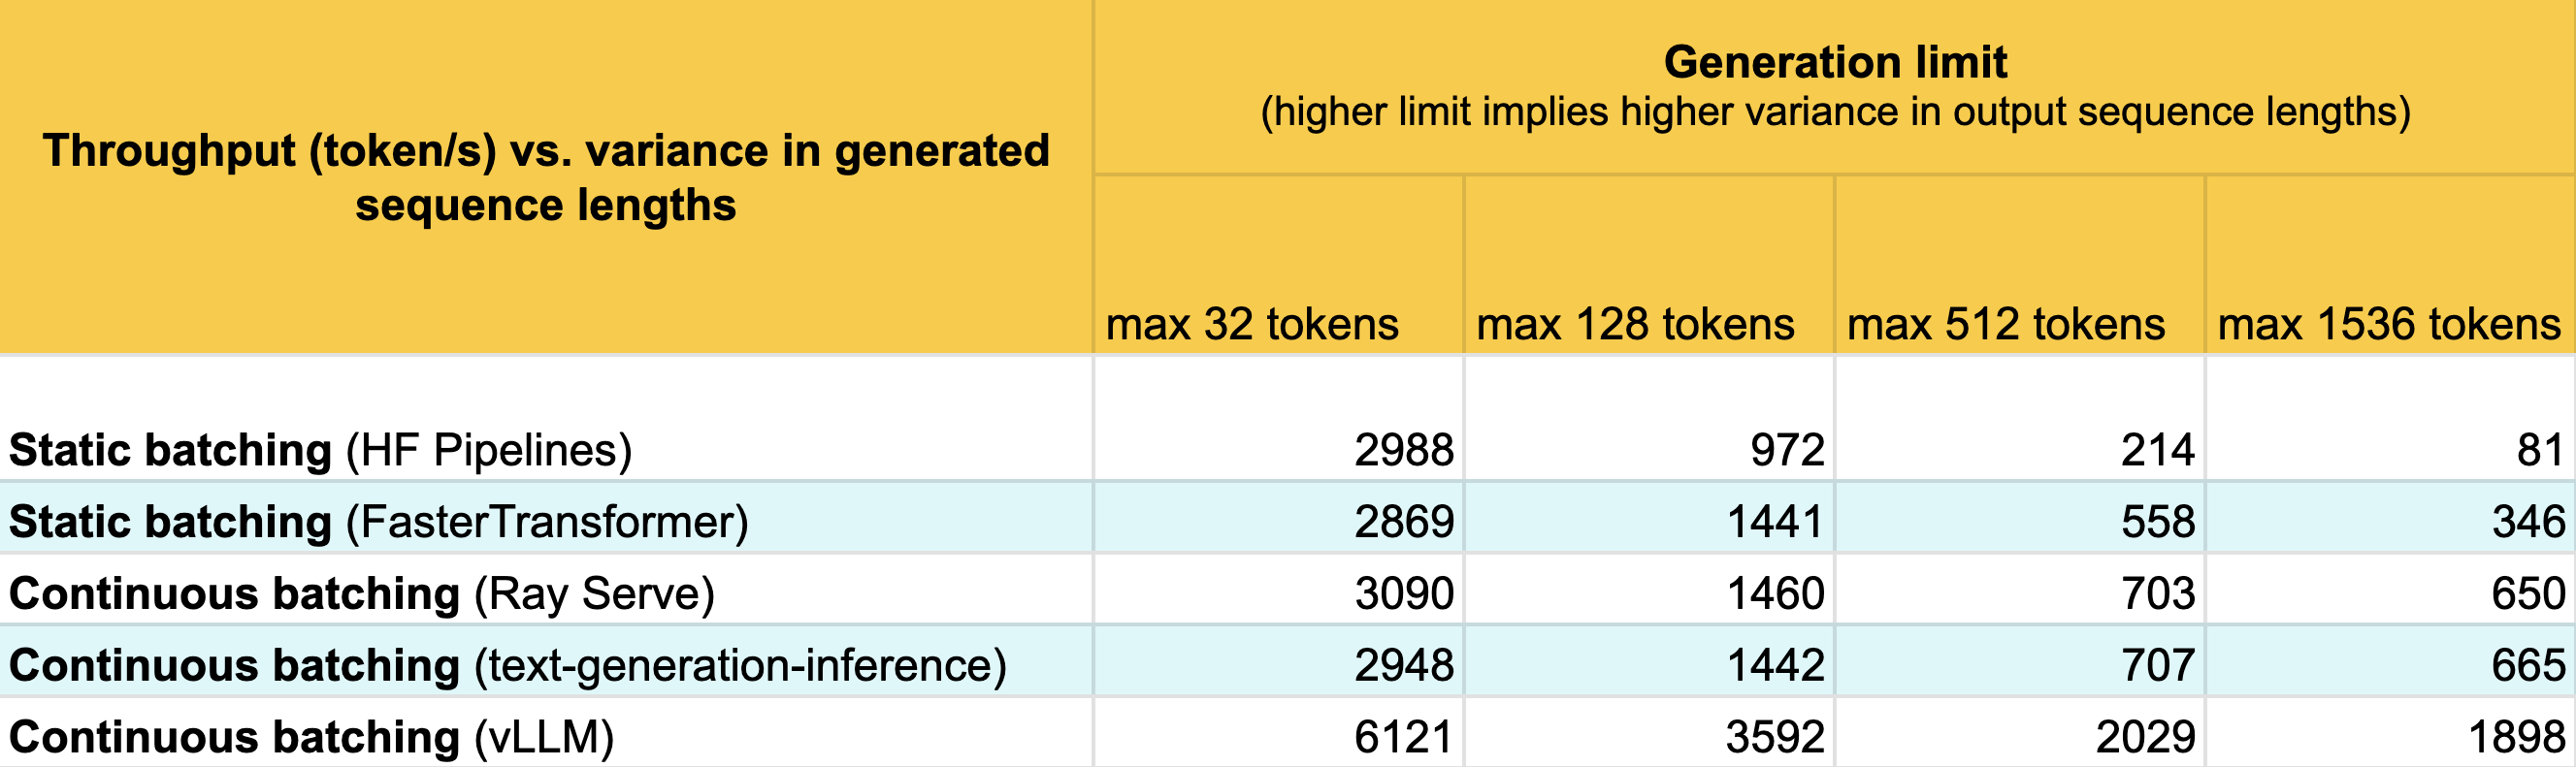 Generation limit
(higher limit implies higher variance in output sequence lengths)
Throughput (token/s) vs. variance in generated
sequence lengths
max 32 tokens max 128 tokens max 512 tokens max 1536 tokens
Static batching (HF Pipelines) 2988 972 214 81
Static batching (FasterTransformer) 2869 1441 558 346
Continuous batching (Ray Serve) 3090 1460 703 650
Continuous batching (text-generation-inference) 2948 1442 707 665
Continuous batching (vLLM) 6121 3592 2029 1898